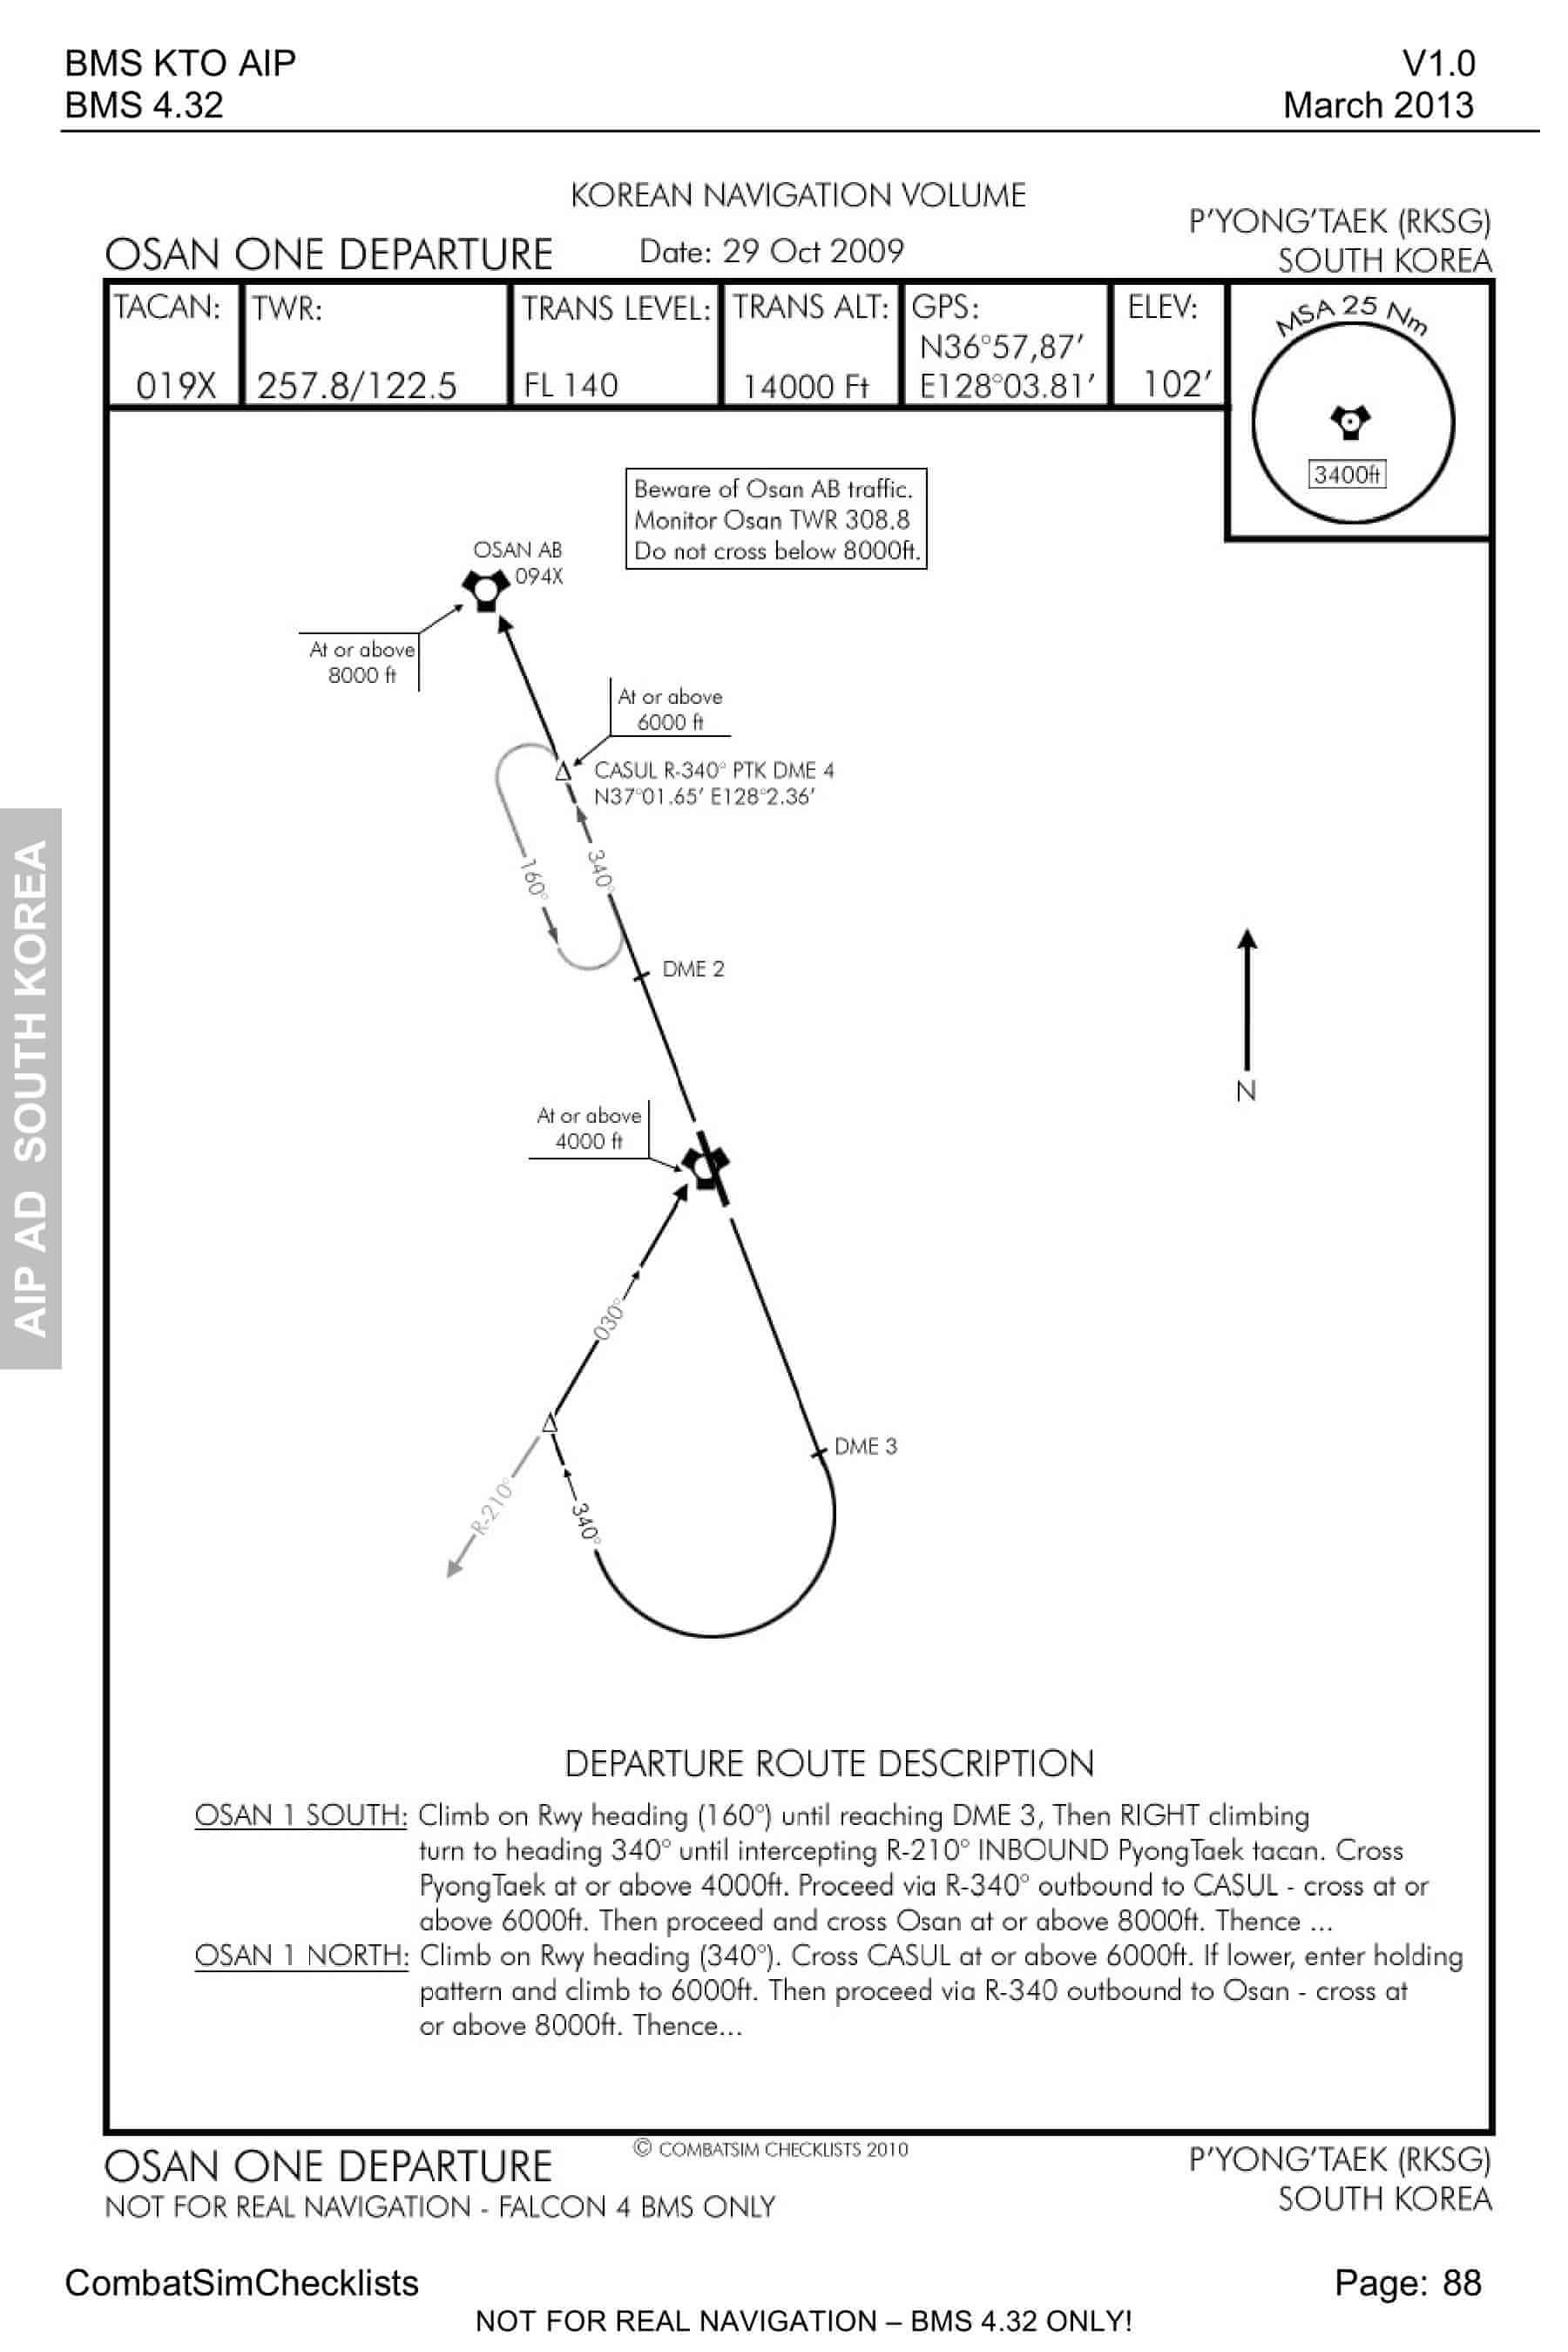 BMS KTO AIP
V1.0
BMS 4.32
March 2013
KOREAN NAVIGATION VOLUME
P'YONG'TAEK (RKSG)
OSAN ONE DEPARTURE
Date: 29 Oct 2009
SOUTH KOREA
TACAN:
019X
TWR:
257.8/122.5
TRANS LEVEL:
FL 140
TRANS ALT:
14000 Ft
GPS:
N36°57,87'
E128°03.81'
ELEV:
102'
MSA 25 Nm
3400ft
Beware of Osan AB traffic.
Monitor Osan TWR 308.8
Do not cross below 8000ft.
OSAN AB
094X
At or above
8000 ft
At or above
6000 ft
CASUL R-340° PTK DME 4
N37°01.65' E128°2.36'
340°
160°
DME 2
N
At or above
4000 ft
030°
DME 3
R-210°
340°
AIP AD SOUTH KOREA
DEPARTURE ROUTE DESCRIPTION
OSAN 1 SOUTH: Climb on Rwy heading (160°) until reaching DME 3, Then RIGHT climbing
turn to heading 340° until intercepting R-210° INBOUND PyongTaek tacan. Cross
PyongTaek at or above 4000ft. Proceed via R-340° outbound to CASUL - cross at or
above 6000ft. Then proceed and cross Osan at or above 8000ft. Thence ...
OSAN 1 NORTH: Climb on Rwy heading (340°). Cross CASUL at or above 6000ft. If lower, enter holding
pattern and climb to 6000ft. Then proceed via R-340 outbound to Osan - cross at
or above 8000ft. Thence...
OSAN ONE DEPARTURE
© COMBATSIM CHECKLISTS 2010
P'YONG'TAEK (RKSG)
NOT FOR REAL NAVIGATION - FALCON 4 BMS ONLY
SOUTH KOREA
CombatSimChecklists
Page: 88
NOT FOR REAL NAVIGATION – BMS 4.32 ONLY!